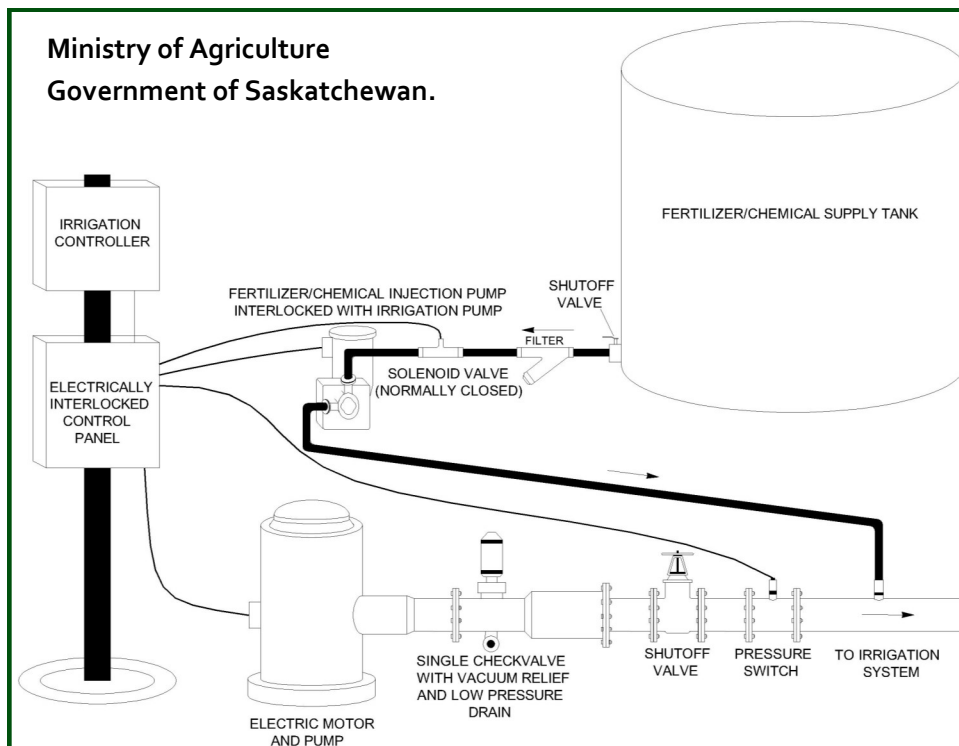 Ministry of Agriculture
Government of Saskatchewan.
IRRIGATION
CONTROLLER
FERTILIZER/CHEMICAL SUPPLY TANK
SHUTOFF
VALVE
FERTILIZER/CHEMICAL INJECTION PUMP
INTERLOCKED WITH IRRIGATION PUMP
FILTER
SOLENOID VALVE
(NORMALLY CLOSED)
ELECTRICALLY
INTERLOCKED
CONTROL
PANEL
SINGLE CHECKVALVE
WITH VACUUM RELIEF
AND LOW PRESSURE
DRAIN
SHUTOFF
VALVE
PRESSURE
SWITCH
TO IRRIGATION
SYSTEM
ELECTRIC MOTOR
AND PUMP